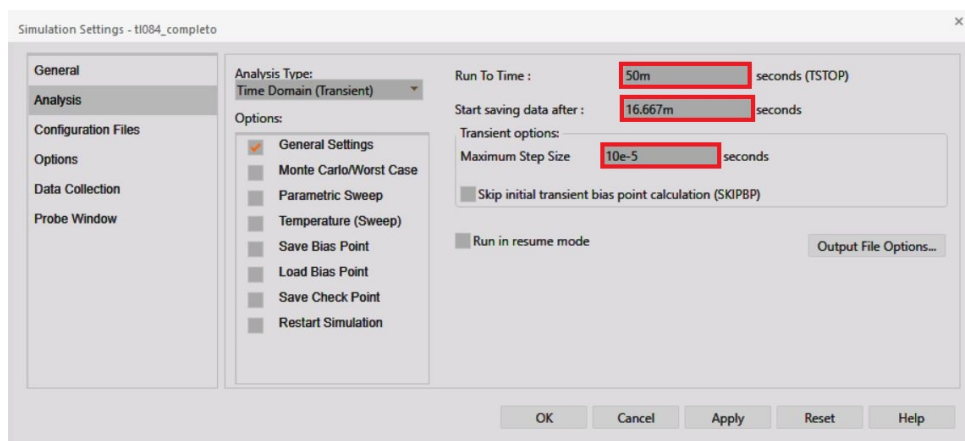 Simulation Settings - tl084_completo
×
General
Analysis
Configuration Files
Options
Data Collection
Probe Window
Analysis Type:
Time Domain (Transient)
Options:
General Settings
Monte Carlo/Worst Case
Parametric Sweep
Temperature (Sweep)
Save Bias Point
Load Bias Point
Save Check Point
Restart Simulation
Run To Time : 50m seconds (TSTOP)
Start saving data after : 16.667m seconds
Transient options:
Maximum Step Size 10e-5 seconds
Skip initial transient bias point calculation (SKIPBP)
Run in resume mode
Output File Options...
OK Cancel Apply Reset Help